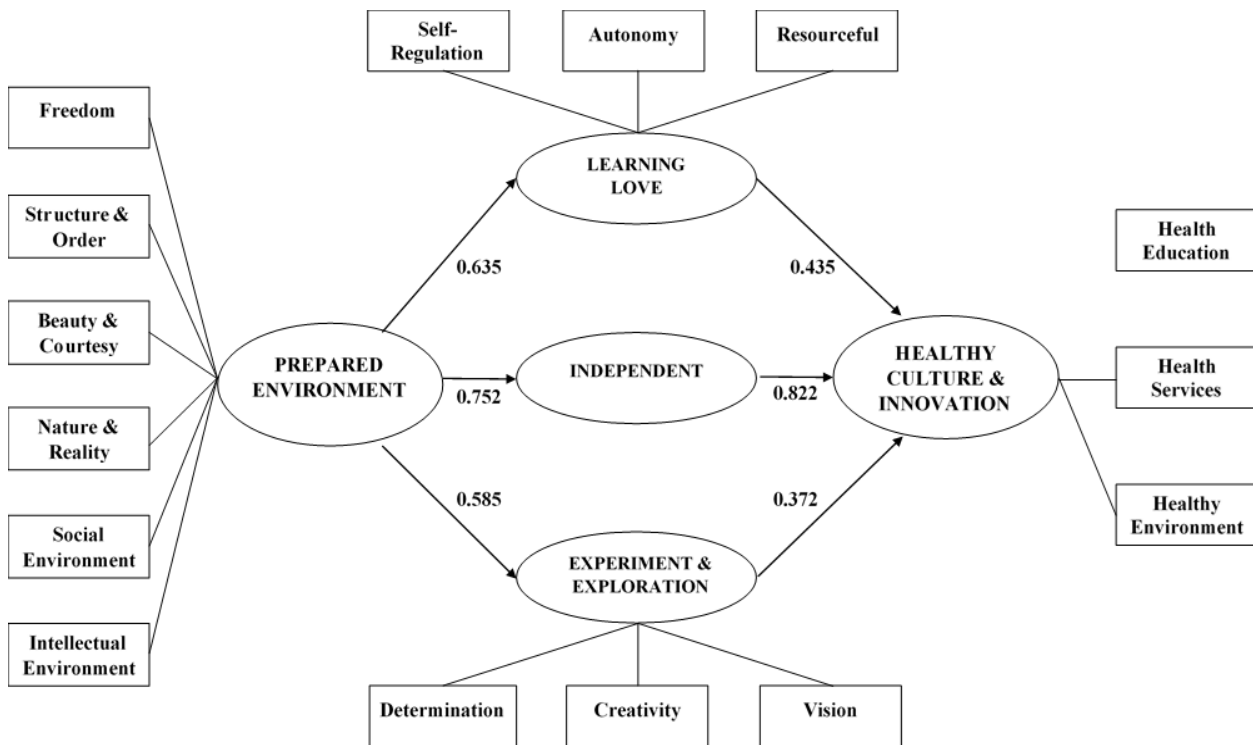 Self-
Regulation
Autonomy
Resourceful
Freedom
Structure &
Order
Beauty &
Courtesy
Nature &
Reality
Social
Environment
Intellectual
Environment
LEARNING
LOVE
0.635
0.435
PREPARED
ENVIRONMENT
0.752
INDEPENDENT
0.822
HEALTHY
CULTURE &
INNOVATION
0.585
0.372
EXPERIMENT &
EXPLORATION
Health
Education
Health
Services
Healthy
Environment
Determination
Creativity
Vision